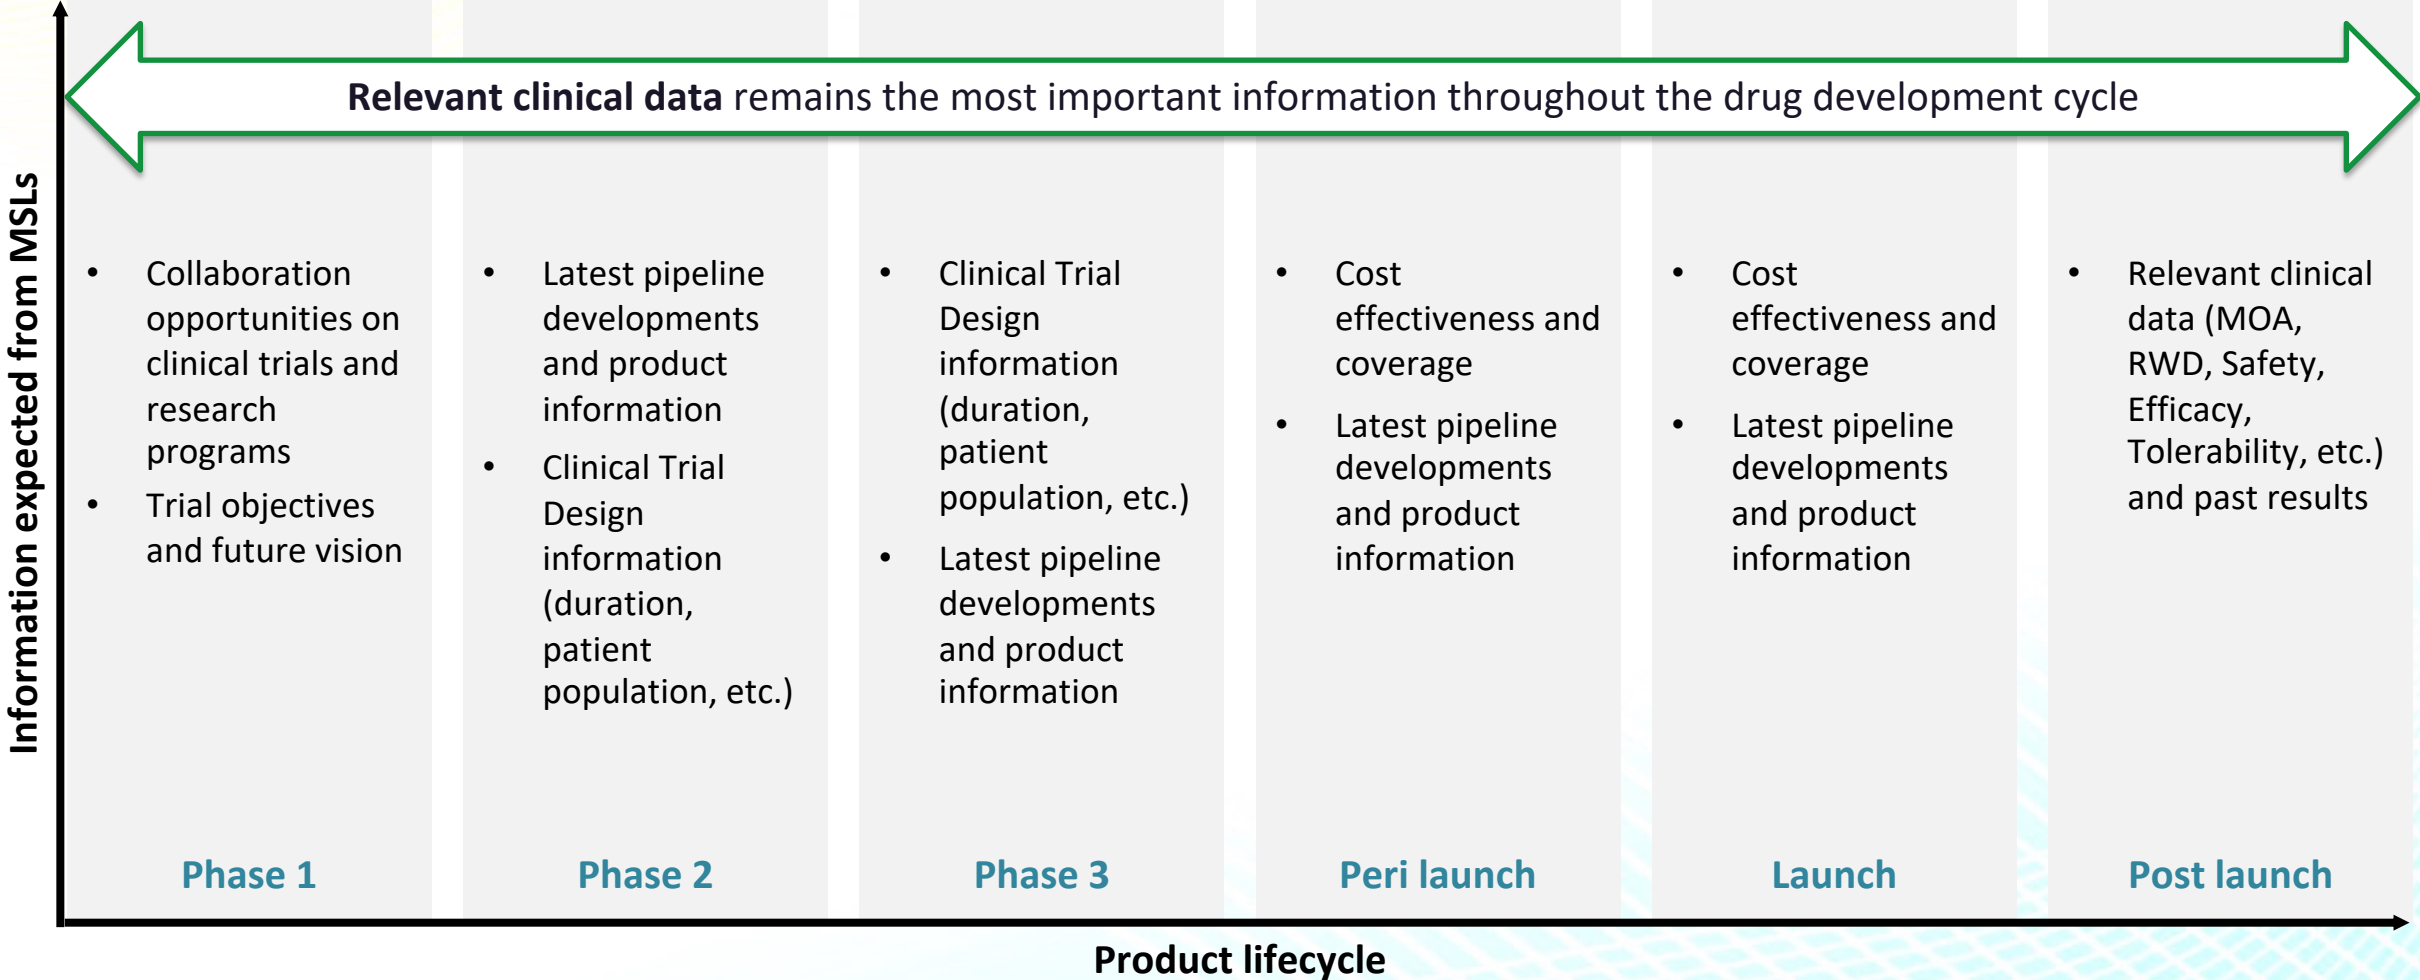 Relevant clinical data remains the most important information throughout the drug development cycle
Information expected from MSLs
• Collaboration
opportunities on
clinical trials and
research
programs
• Trial objectives
and future vision
Phase 1
• Latest pipeline
developments
and product
information
• Clinical Trial
Design
information
(duration,
patient
population, etc.)
Phase 2
• Clinical Trial
Design
information
(duration,
patient
population, etc.)
• Latest pipeline
developments
and product
information
Phase 3
• Cost
effectiveness and
coverage
• Latest pipeline
developments
and product
information
Peri launch
• Cost
effectiveness and
coverage
• Latest pipeline
developments
and product
information
Launch
• Relevant clinical
data (MOA,
RWD, Safety,
Efficacy,
Tolerability, etc.)
and past results
Post launch
Product lifecycle